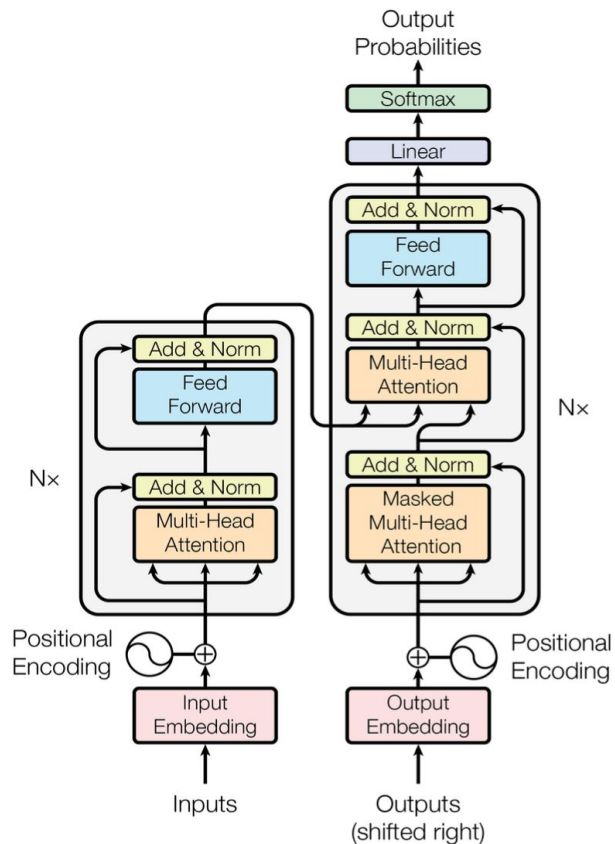 Output
Probabilities
Softmax
Linear
Add & Norm
Feed
Forward
Add & Norm
Multi-Head
Attention
Add & Norm
Masked
Multi-Head
Attention
N×
Positional
Encoding
Output
Embedding
Outputs
(shifted right)
Add & Norm
Feed
Forward
Add & Norm
Multi-Head
Attention
N×
Positional
Encoding
Input
Embedding
Inputs